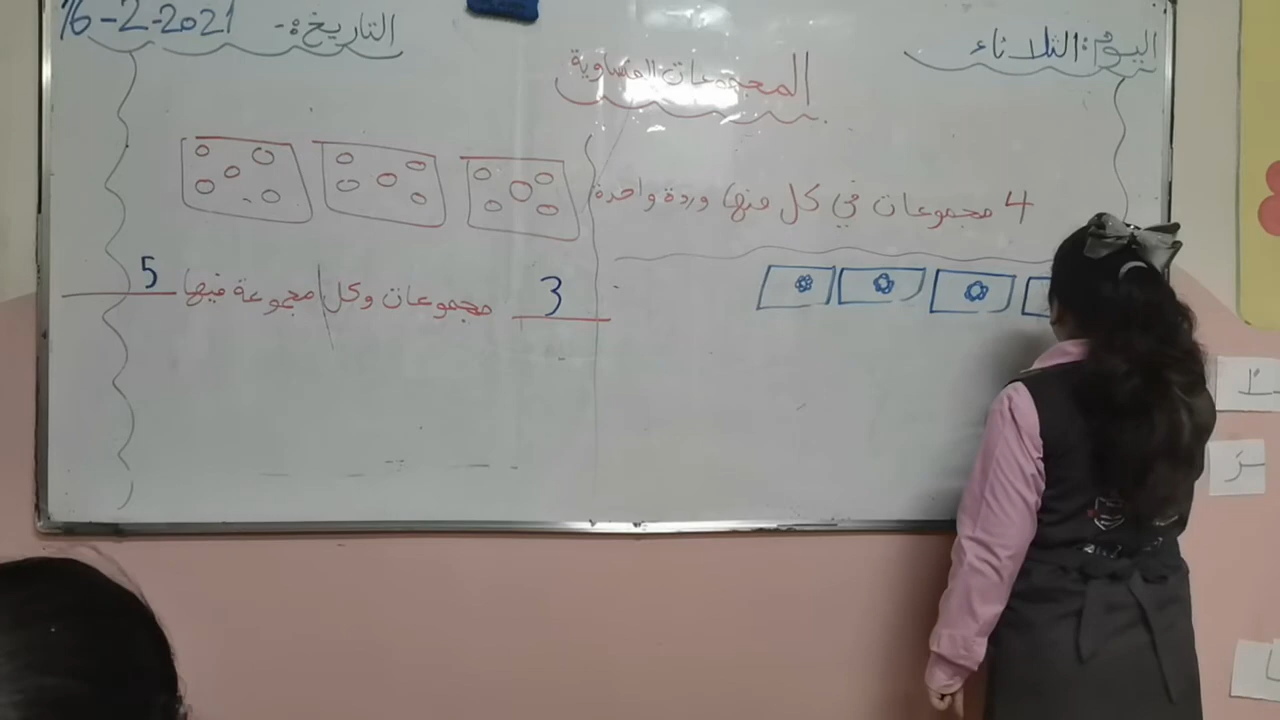 اليوم: الثلاثاء
التاريخ:- 16-2-2021
المجموعات المتساوية
4 مجموعات في كل منها وردة واحدة
3 مجموعات وكل مجموعة فيها 5